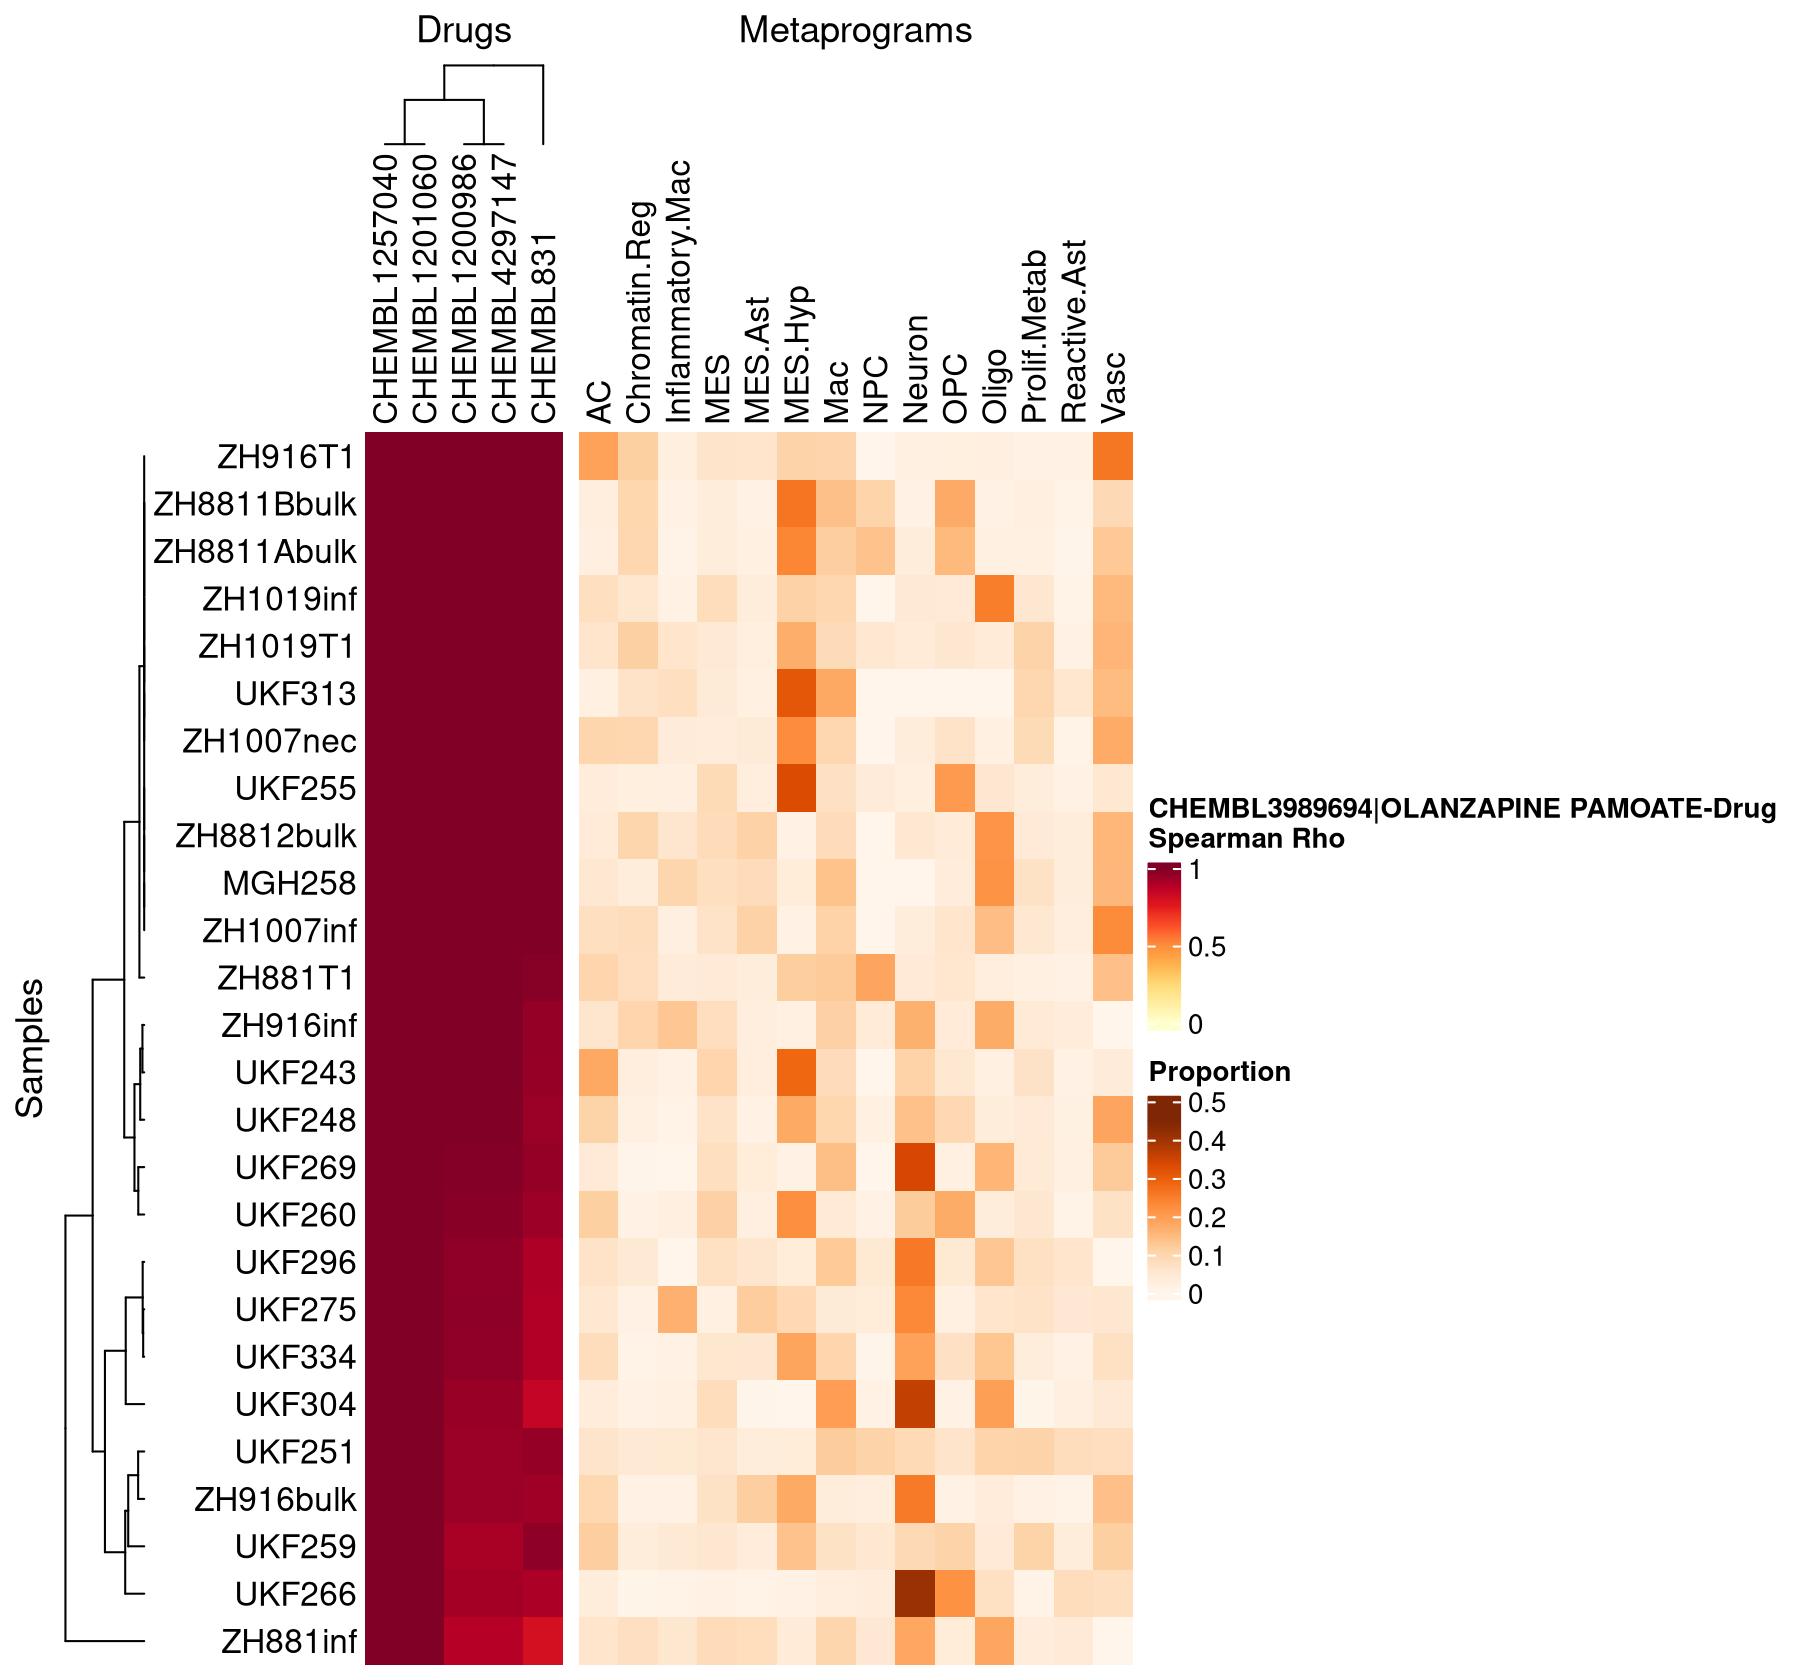 Drugs
Metaprograms
CHEMBL1257040
CHEMBL1201060
CHEMBL1200986
CHEMBL4297147
CHEMBL831
AC
Chromatin.Reg
Inflammatory.Mac
MES
MES.Ast
MES.Hyp
Mac
NPC
Neuron
OPC
Oligo
Prolif.Metab
Reactive.Ast
Vasc
Samples
ZH916T1
ZH8811Bbulk
ZH8811Abulk
ZH1019inf
ZH1019T1
UKF313
ZH1007nec
UKF255
ZH8812bulk
MGH258
ZH1007inf
ZH881T1
ZH916inf
UKF243
UKF248
UKF269
UKF260
UKF296
UKF275
UKF334
UKF304
UKF251
ZH916bulk
UKF259
UKF266
ZH881inf
CHEMBL3989694|OLANZAPINE PAMOATE-Drug
Spearman Rho
1
0.5
0
Proportion
0.5
0.4
0.3
0.2
0.1
0